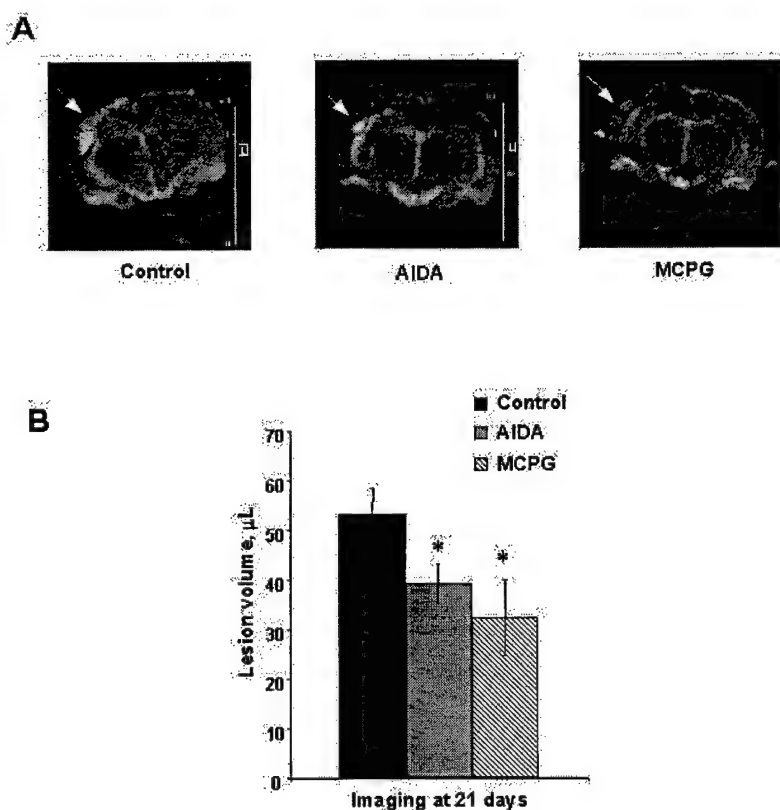 A
Control AIDA MCPG
B
Control
AIDA
MCPG
70
60
50
40
30
20
10
0
Lesion volume, µL
* *
Imaging at 21 days